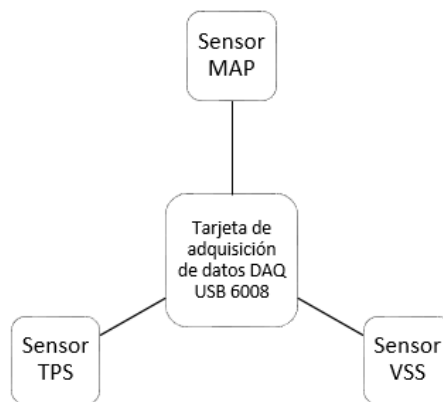 Sensor
MAP
Tarjeta de
adquisición
de datos DAQ
USB 6008
Sensor
TPS
Sensor
VSS